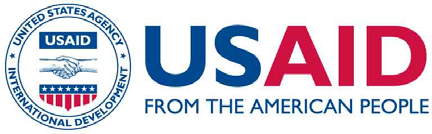 UNITED STATES AGENCY
USAID
INTERNATIONAL DEVELOPMENT
USAID
FROM THE AMERICAN PEOPLE